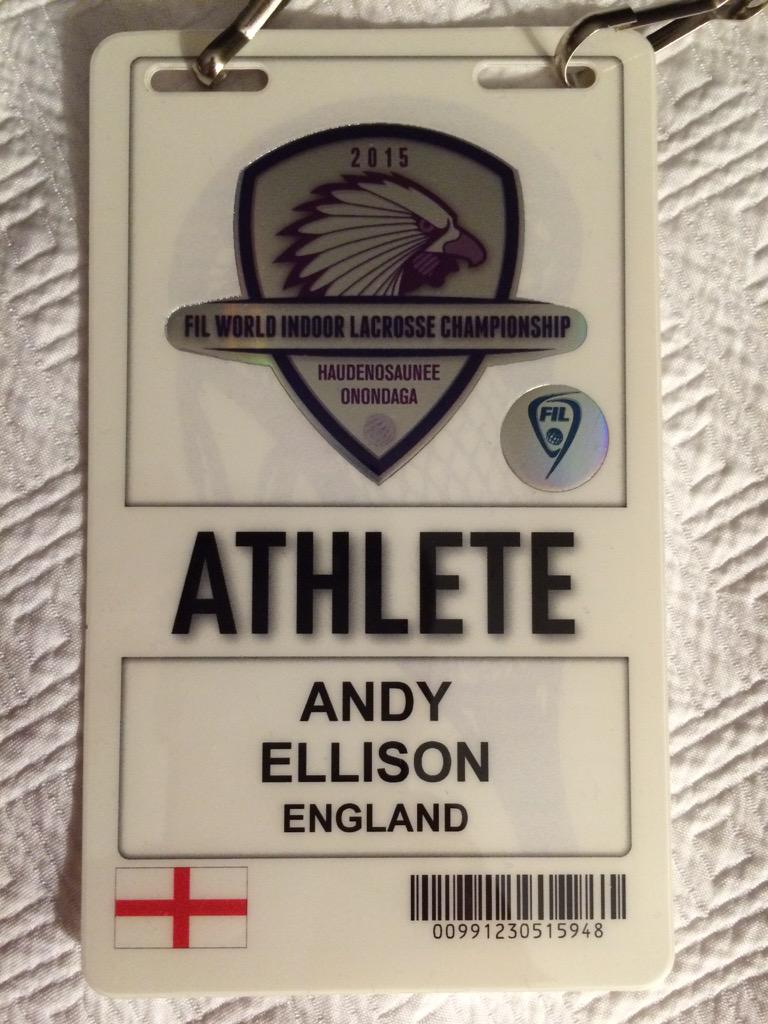 2015
FIL WORLD INDOOR LACROSSE CHAMPIONSHIP
HAUDENOSAUNEE
ONONDAGA
FIL
ATHLETE
ANDY
ELLISON
ENGLAND
00991230515948